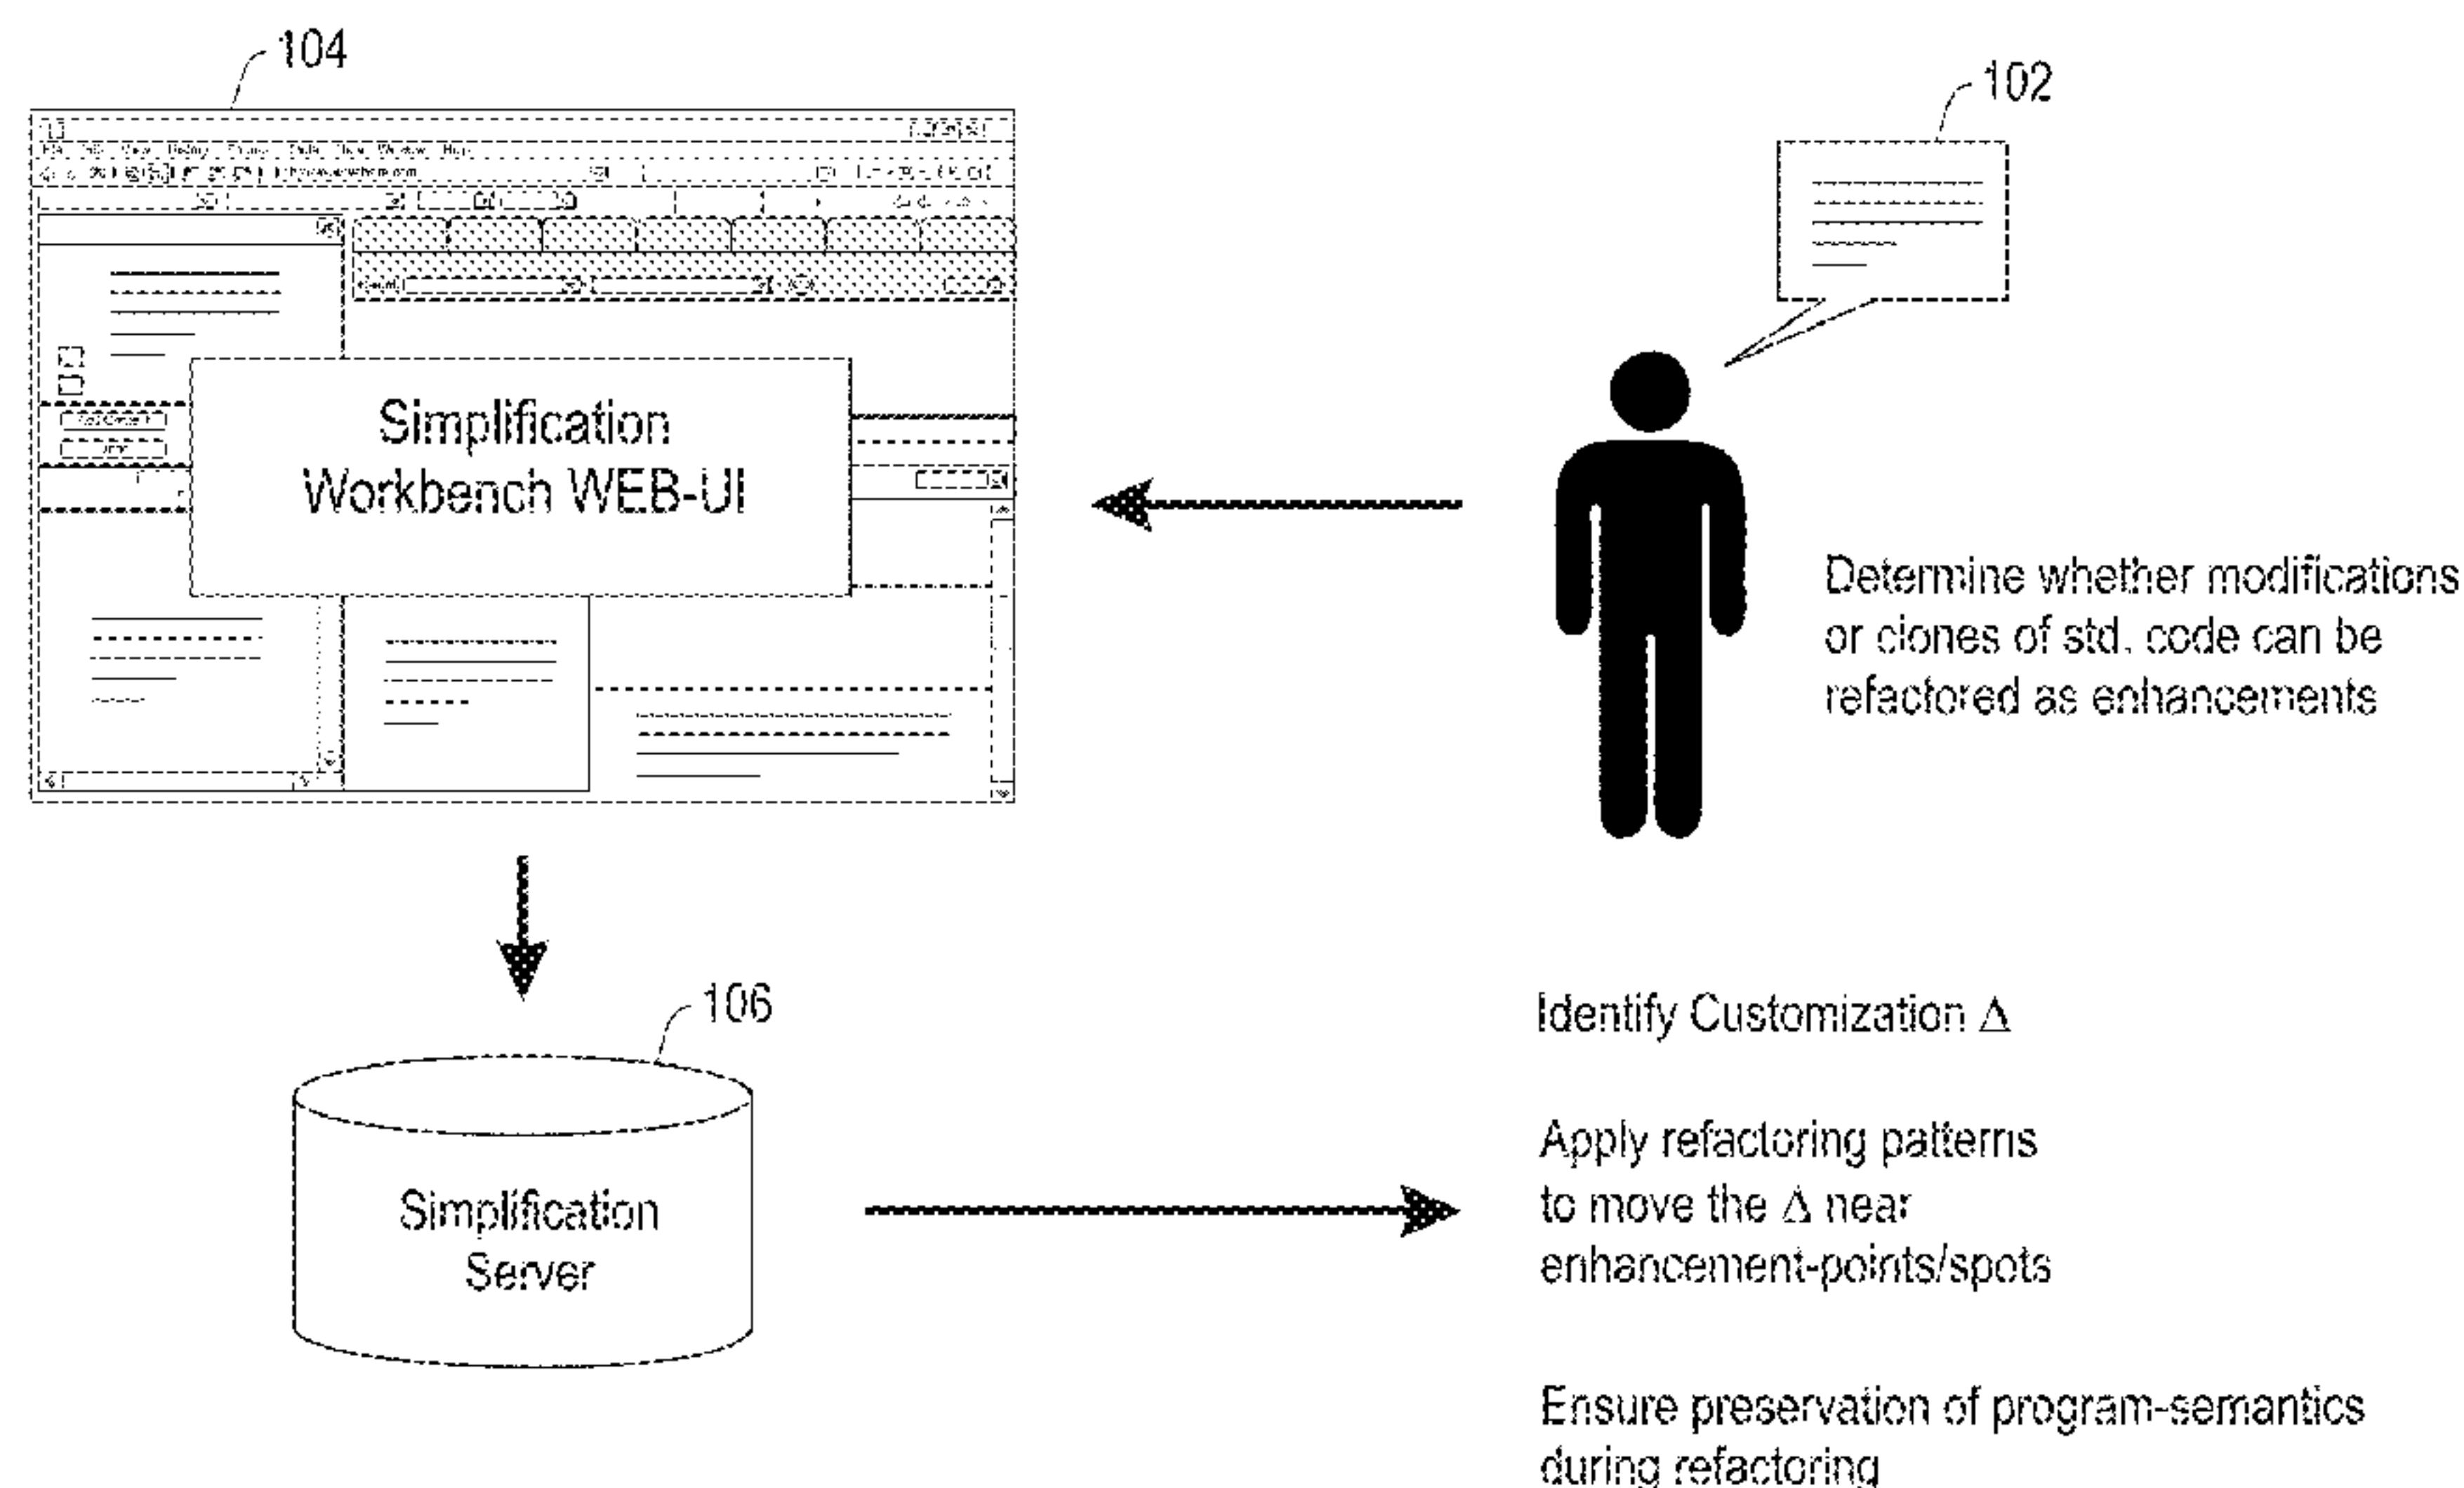 104
102
Simplification
Workbench WEB-UI
Determine whether modifications
or clones of std. code can be
refactored as enhancements
106
Simplification
Server
Identify Customization Δ
Apply refactoring patterns
to move the Δ near
enhancement-points/spots
Ensure preservation of program-semantics
during refactoring